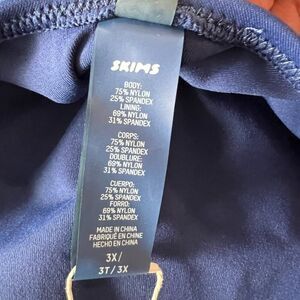 SKIMS
BODY:
75% NYLON
25% SPANDEX
LINING:
69% NYLON
31% SPANDEX
CORPS:
75% NYLON
25% SPANDEX
DOUBLURE:
69% NYLON
31% SPANDEX
CUERPO:
75% NYLON
25% SPANDEX
FORRO:
69% NYLON
31% SPANDEX
MADE IN CHINA
FABRIQUÉ EN CHINE
HECHO EN CHINA
3X/
3T/3X